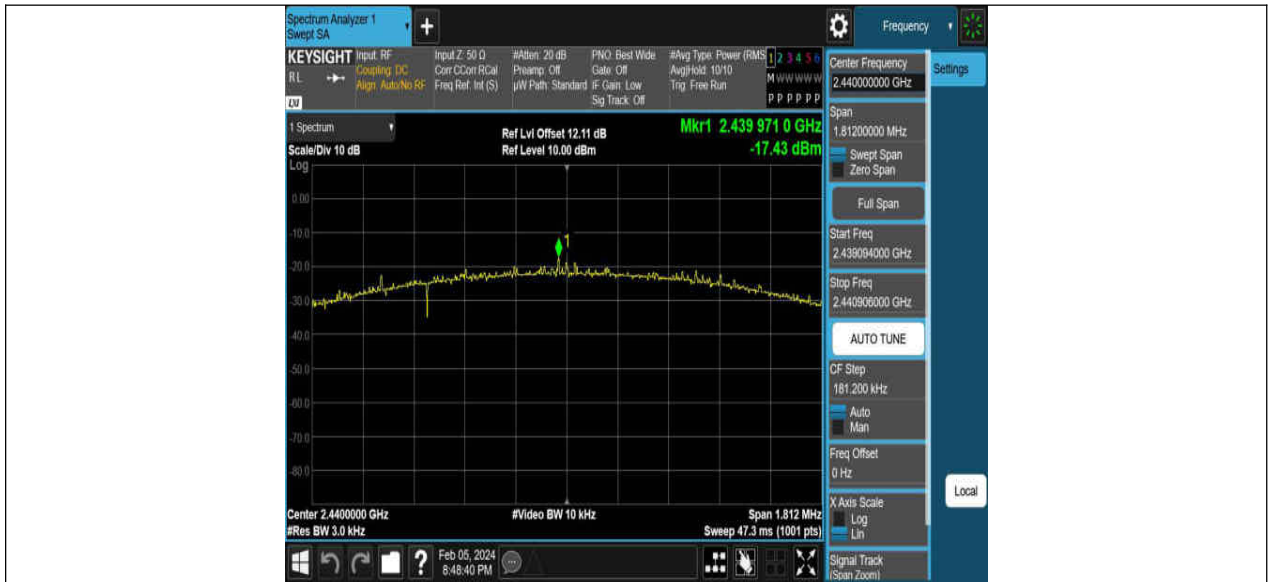 Spectrum Analyzer 1
Swept SA
+
Frequency
KEYSIGHT
RL
LXI
Input: RF
Coupling: DC
Align: Auto/No RF
Input Z: 50 Ω
Corr CCorr RCal
Freq Ref: Int (S)
#Atten: 20 dB
Preamp: Off
µW Path: Standard
PNO: Best Wide
Gate: Off
IF Gain: Low
Sig Track: Off
#Avg Type: Power (RMS
Avg|Hold: 10/10
Trig: Free Run
1 2 3 4 5 6
M W W W W W
P P P P P P
1 Spectrum
Scale/Div 10 dB
Ref Lvl Offset 12.11 dB
Ref Level 10.00 dBm
Mkr1 2.439 971 0 GHz
-17.43 dBm
Log
0.00
-10.0
-20.0
-30.0
-40.0
-50.0
-60.0
-70.0
-80.0
1
Center 2.4400000 GHz
#Res BW 3.0 kHz
#Video BW 10 kHz
Span 1.812 MHz
Sweep 47.3 ms (1001 pts)
?
Feb 05, 2024
8:48:40 PM
Center Frequency
2.440000000 GHz
Settings
Span
1.81200000 MHz
Swept Span
Zero Span
Full Span
Start Freq
2.439094000 GHz
Stop Freq
2.440906000 GHz
AUTO TUNE
CF Step
181.200 kHz
Auto
Man
Freq Offset
0 Hz
X Axis Scale
Log
Lin
Local
Signal Track
(Span Zoom)